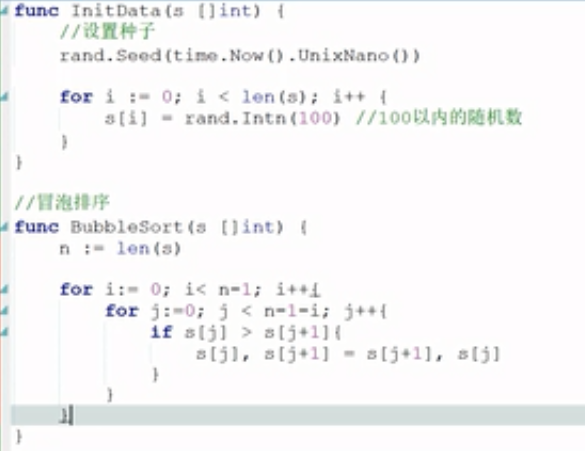 func InitData(s []int) {
    //设置种子
    rand.Seed(time.Now().UnixNano())
    for i := 0; i < len(s); i++ {
        s[i] = rand.Intn(100) //100以内的随机数
    }
}
//冒泡排序
func BubbleSort(s []int) {
    n := len(s)
    for i:= 0; i< n-1; i++{
        for j:=0; j < n-1-i; j++{
            if s[j] > s[j+1]{
                s[j], s[j+1] = s[j+1], s[j]
            }
        }
    }
}